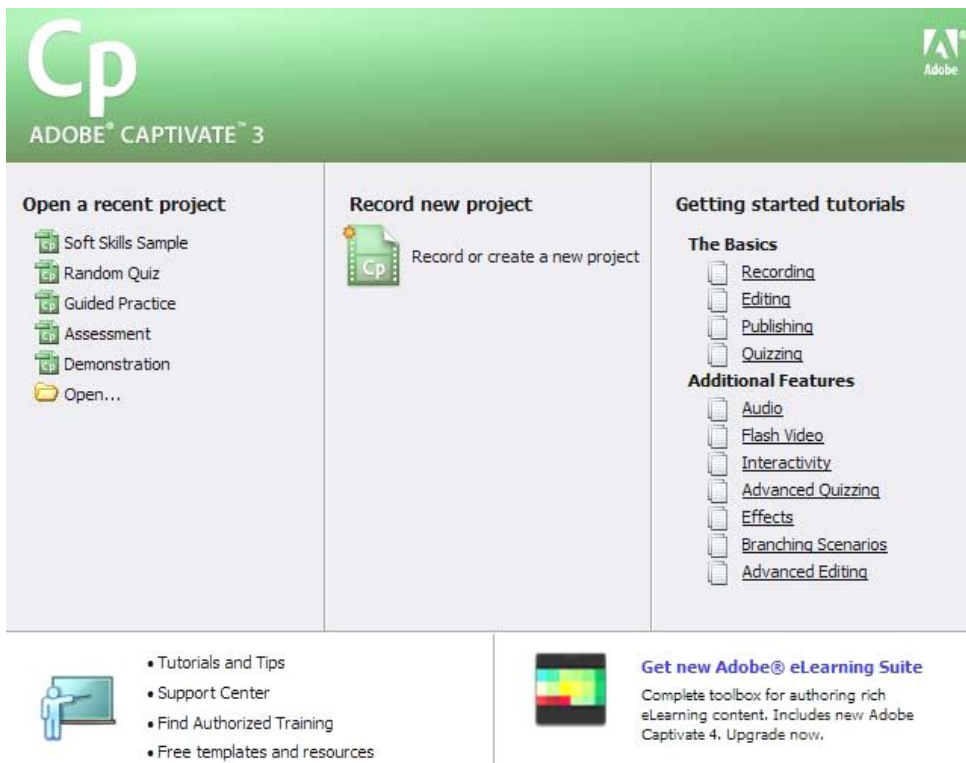 Cp
ADOBE® CAPTIVATE™ 3
Adobe®
Open a recent project
Soft Skills Sample
Random Quiz
Guided Practice
Assessment
Demonstration
Open...
Record new project
Record or create a new project
Getting started tutorials
The Basics
Recording
Editing
Publishing
Quizzing
Additional Features
Audio
Flash Video
Interactivity
Advanced Quizzing
Effects
Branching Scenarios
Advanced Editing
• Tutorials and Tips
• Support Center
• Find Authorized Training
• Free templates and resources
Get new Adobe® eLearning Suite
Complete toolbox for authoring rich
eLearning content. Includes new Adobe
Captivate 4. Upgrade now.